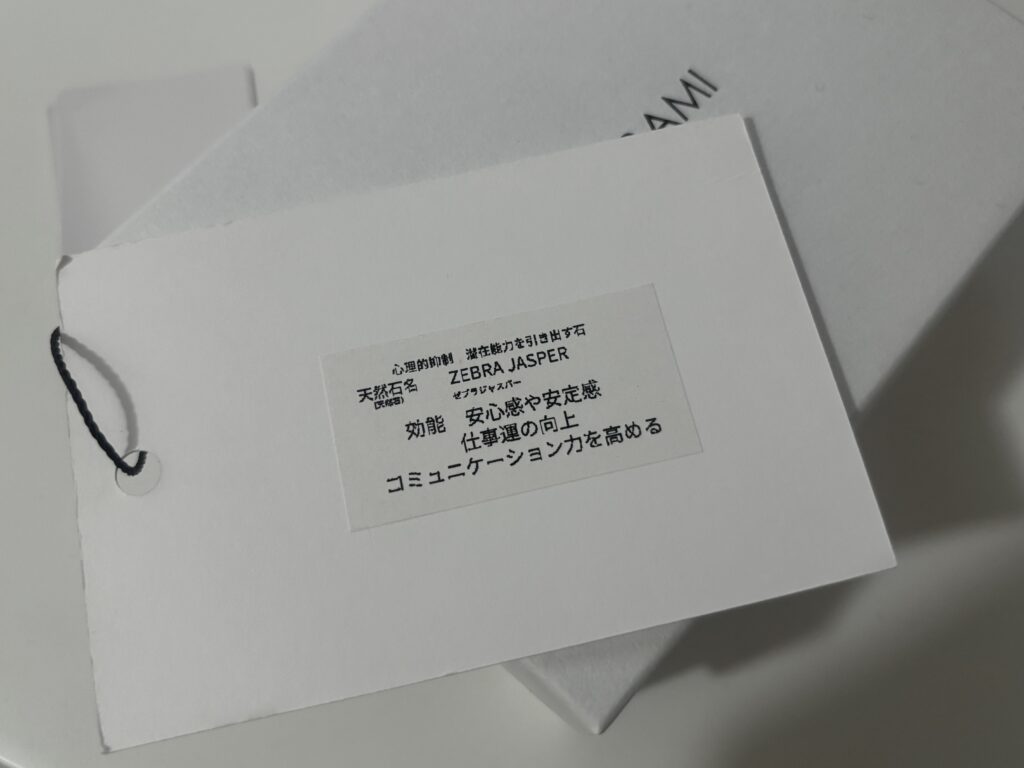 AMI
心理的抑制 潜在能力を引き出す石
天然石名 ZEBRA JASPER
ゼブラジャスパー
効能 安心感や安定感
仕事運の向上
コミュニケーション力を高める